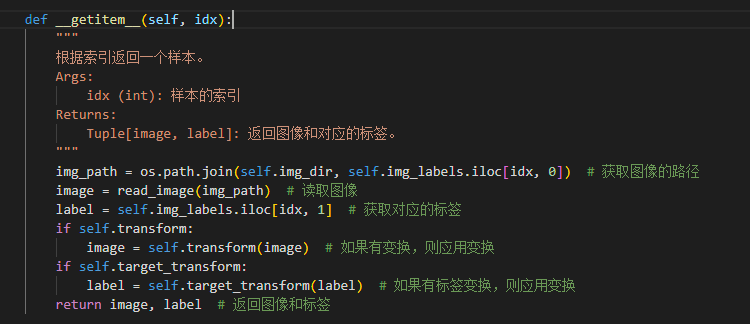 def __getitem__(self, idx):
"""
根据索引返回一个样本。
Args:
idx (int): 样本的索引
Returns:
Tuple[image, label]: 返回图像和对应的标签。
"""
img_path = os.path.join(self.img_dir, self.img_labels.iloc[idx, 0])  # 获取图像的路径
image = read_image(img_path)  # 读取图像
label = self.img_labels.iloc[idx, 1]  # 获取对应的标签
if self.transform:
image = self.transform(image)  # 如果有变换，则应用变换
if self.target_transform:
label = self.target_transform(label)  # 如果有标签变换，则应用变换
return image, label  # 返回图像和标签